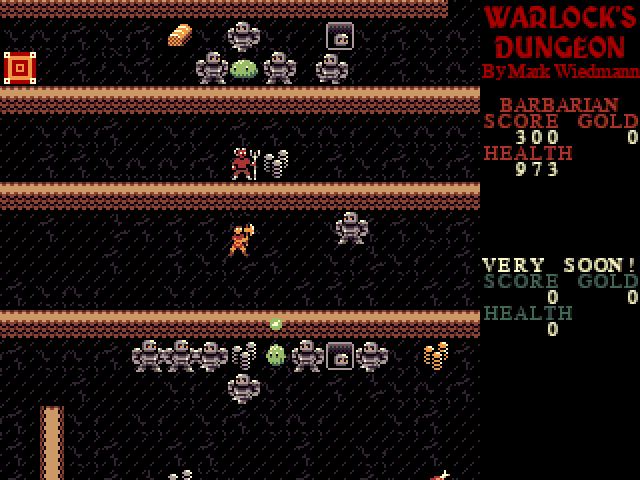 WARLOCK'S
DUNGEON
By Mark Wiedmann
BARBARIAN
SCORE GOLD
300 0
HEALTH
973
VERY SOON!
SCORE GOLD
0 0
HEALTH
0